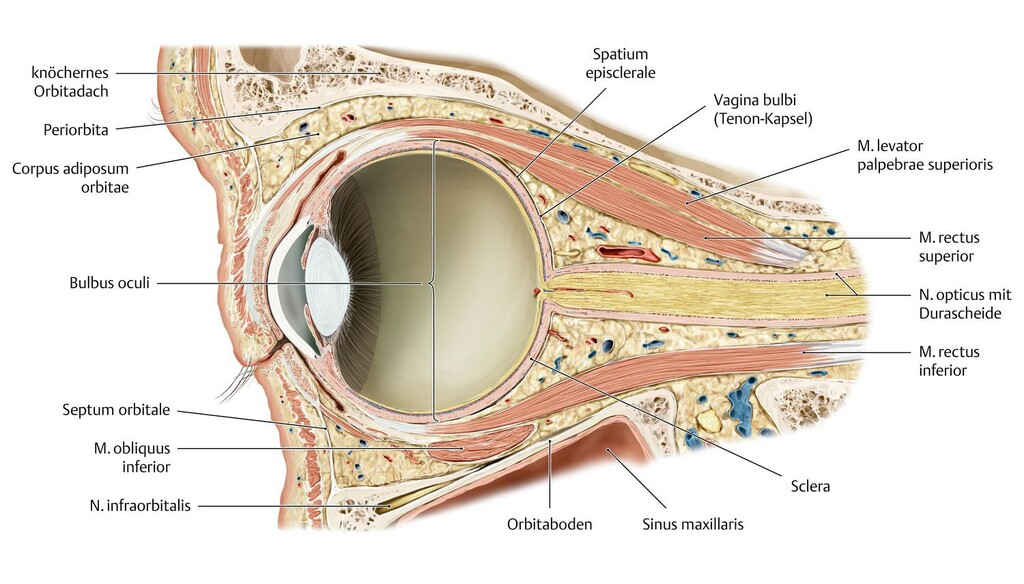 knöchernes
Orbitadach
Periorbita
Corpus adiposum
orbitae
Bulbus oculi
Septum orbitale
M. obliquus
inferior
N. infraorbitalis
Spatium
episclerale
Vagina bulbi
(Tenon-Kapsel)
M. levator
palpebrae superioris
M. rectus
superior
N. opticus mit
Durascheide
M. rectus
inferior
Sclera
Orbitaboden
Sinus maxillaris